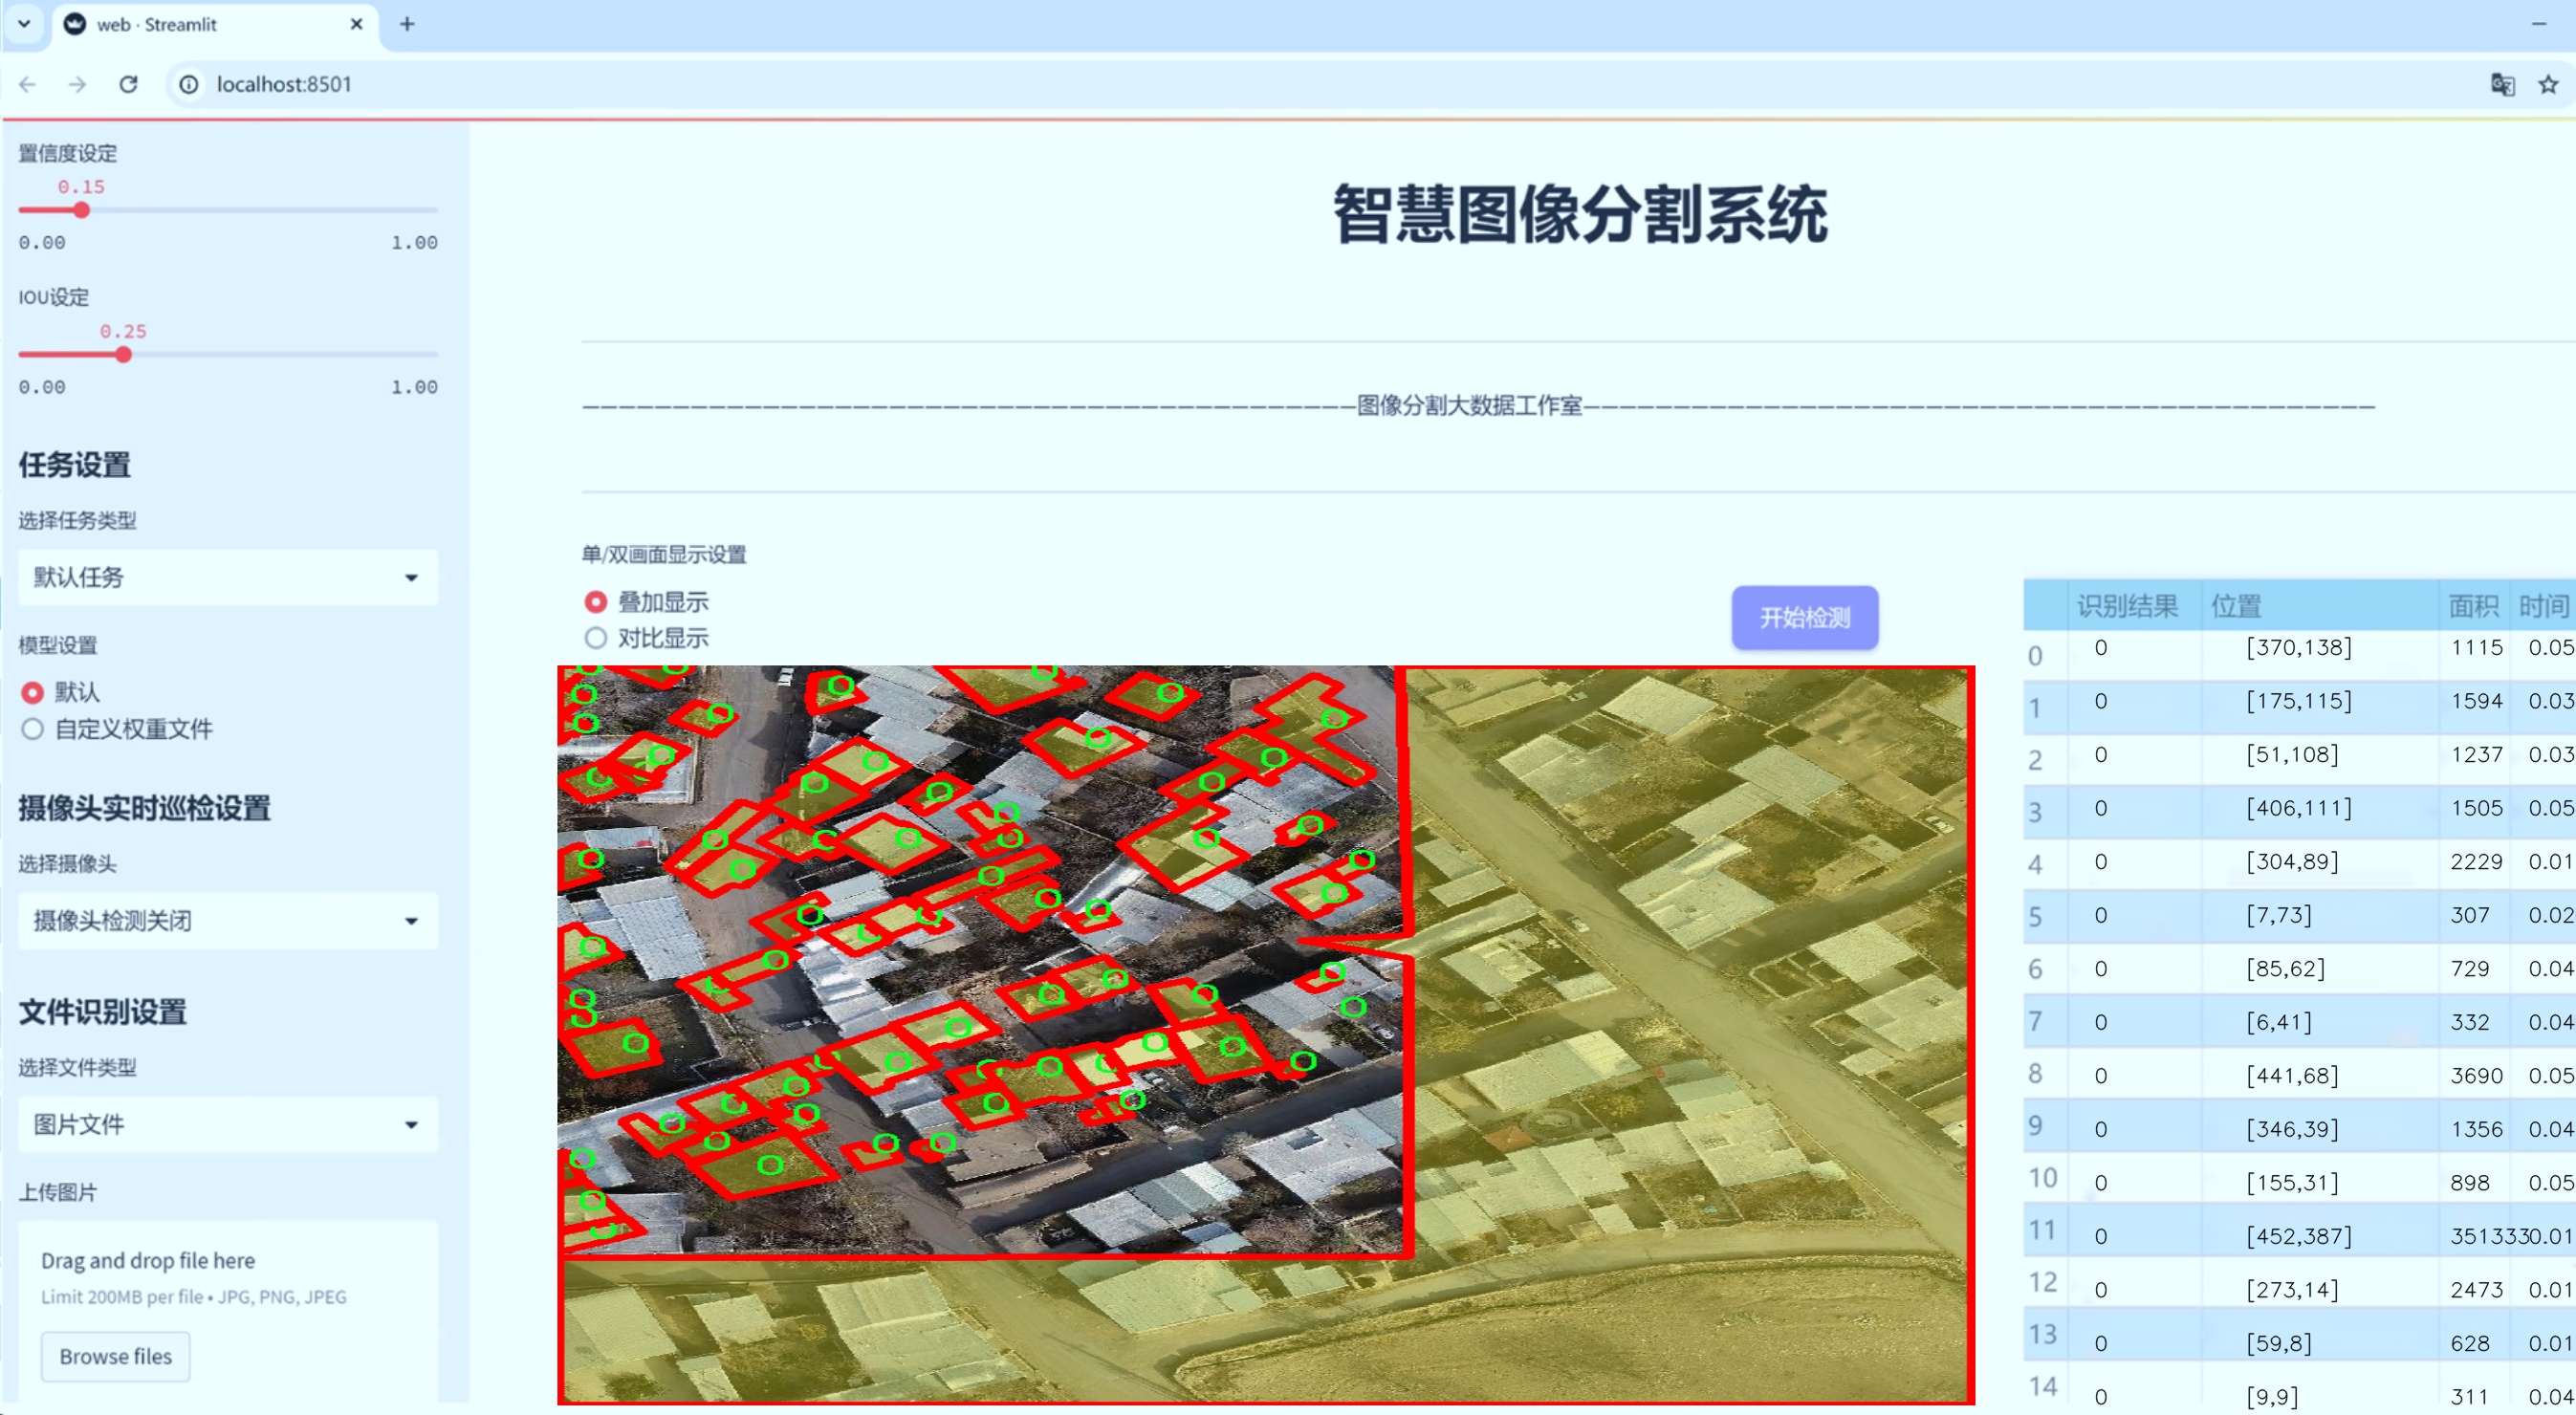 web · Streamlit
localhost:8501
置信度设定
0.15
0.00 1.00
IOU设定
0.25
0.00 1.00
任务设置
选择任务类型
默认任务
模型设置
默认
自定义权重文件
摄像头实时巡检设置
选择摄像头
摄像头检测关闭
文件识别设置
选择文件类型
图片文件
上传图片
Drag and drop file here
Limit 200MB per file • JPG, PNG, JPEG
Browse files
智慧图像分割系统
图像分割大数据工作室
单/双画面显示设置
叠加显示
对比显示
开始检测
识别结果 位置 面积 时间
0 0 [370,138] 1115 0.05
1 0 [175,115] 1594 0.03
2 0 [51,108] 1237 0.03
3 0 [406,111] 1505 0.05
4 0 [304,89] 2229 0.01
5 0 [7,73] 307 0.02
6 0 [85,62] 729 0.04
7 0 [6,41] 332 0.04
8 0 [441,68] 3690 0.05
9 0 [346,39] 1356 0.04
10 0 [155,31] 898 0.05
11 0 [452,387] 3513330.01
12 0 [273,14] 2473 0.01
13 0 [59,8] 628 0.01
14 0 [9,9] 311 0.04